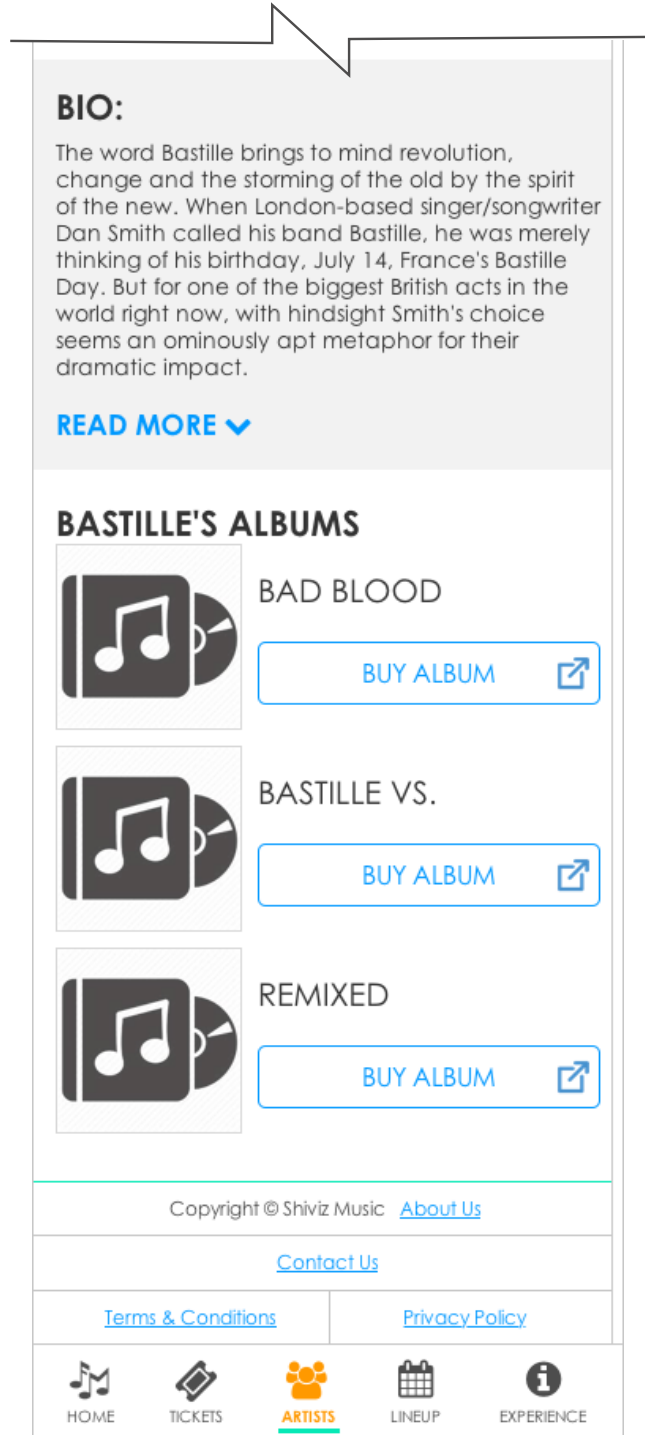 BIO:
The word Bastille brings to mind revolution,
change and the storming of the old by the spirit
of the new. When London-based singer/songwriter
Dan Smith called his band Bastille, he was merely
thinking of his birthday, July 14, France's Bastille
Day. But for one of the biggest British acts in the
world right now, with hindsight Smith's choice
seems an ominously apt metaphor for their
dramatic impact.
READ MORE
BASTILLE'S ALBUMS
BAD BLOOD
BUY ALBUM
BASTILLE VS.
BUY ALBUM
REMIXED
BUY ALBUM
Copyright © Shiviz Music About Us
Contact Us
Terms & Conditions Privacy Policy
HOME TICKETS ARTISTS LINEUP EXPERIENCE